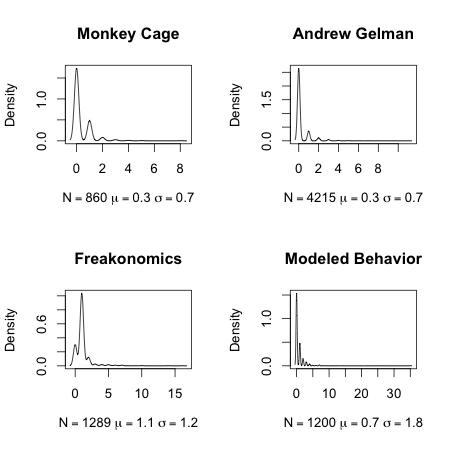 Monkey Cage
Density
0.0 1.0
0 2 4 6 8
N = 860 μ = 0.3 σ = 0.7
Andrew Gelman
Density
0.0 1.5
0 2 4 6 8
N = 4215 μ = 0.3 σ = 0.7
Freakonomics
Density
0.0 0.6
0 5 10 15
N = 1289 μ = 1.1 σ = 1.2
Modeled Behavior
Density
0.0 1.0
0 10 20 30
N = 1200 μ = 0.7 σ = 1.8